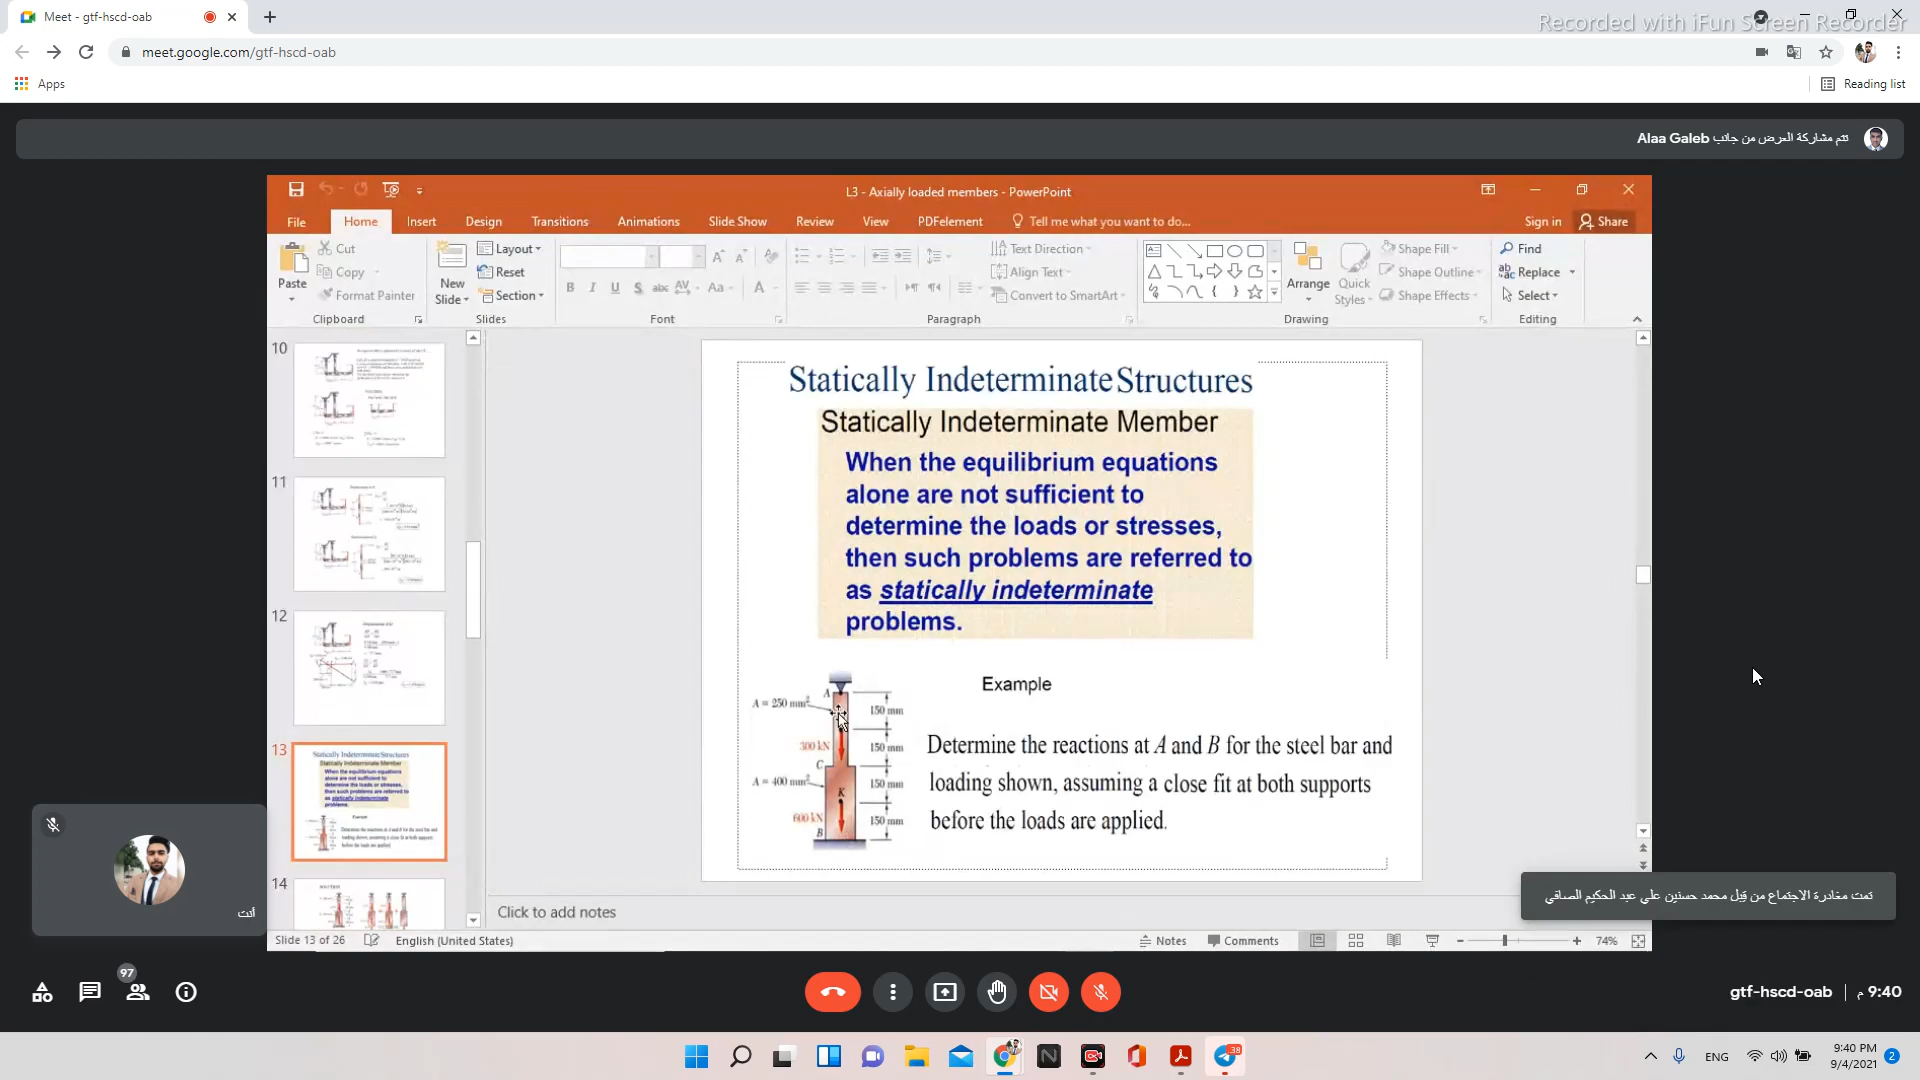 Meet - gtf-hscd-oab
Recorded with iFun Screen Recorder
meet.google.com/gtf-hscd-oab
Apps
Reading list
تتم مشاركة العرض من جانب Alaa Galeb
L3 - Axially loaded members - PowerPoint
File Home Insert Design Transitions Animations Slide Show Review View PDFelement Tell me what you want to do... Sign in Share
Paste
Cut
Copy
Format Painter
Clipboard
New Slide
Layout
Reset
Section
Slides
Font
Text Direction
Align Text
Convert to SmartArt
Paragraph
Arrange
Quick Styles
Shape Fill
Shape Outline
Shape Effects
Drawing
Find
Replace
Select
Editing
10
11
12
13
14
Statically Indeterminate Structures
Statically Indeterminate Member
When the equilibrium equations
alone are not sufficient to
determine the loads or stresses,
then such problems are referred to
as statically indeterminate
problems.
Example
Determine the reactions at A and B for the steel bar and
loading shown, assuming a close fit at both supports
before the loads are applied.
A
A = 250 mm²
150 mm
300 kN
150 mm
C
A = 400 mm²
150 mm
K
600 kN
150 mm
B
Click to add notes
Slide 13 of 26 English (United States) Notes Comments 74%
أنت
تمت مغادرة الاجتماع من قِبل محمد حسنين علي عبد الحكيم الصافي
97
gtf-hscd-oab | 9:40 م
38
ENG
9:40 PM
9/4/2021
2